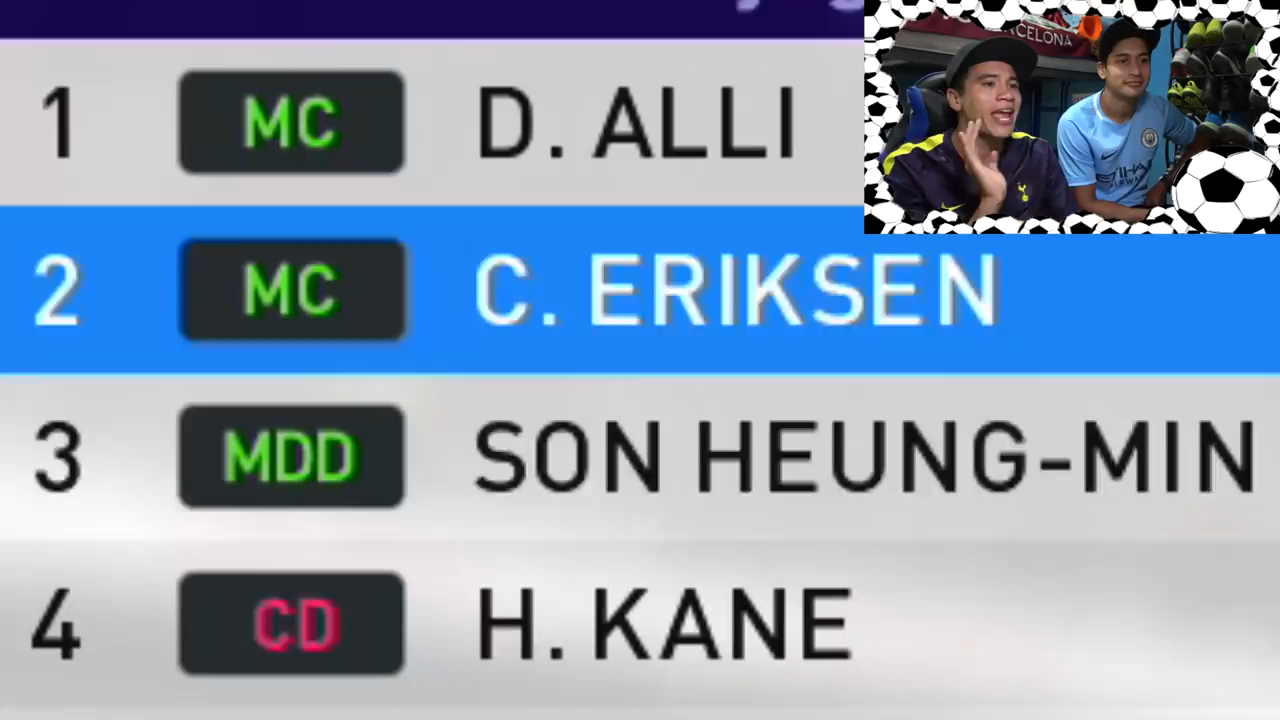 1 MC D. ALLI
2 MC C. ERIKSEN
3 MDD SON HEUNG-MIN
4 CD H. KANE